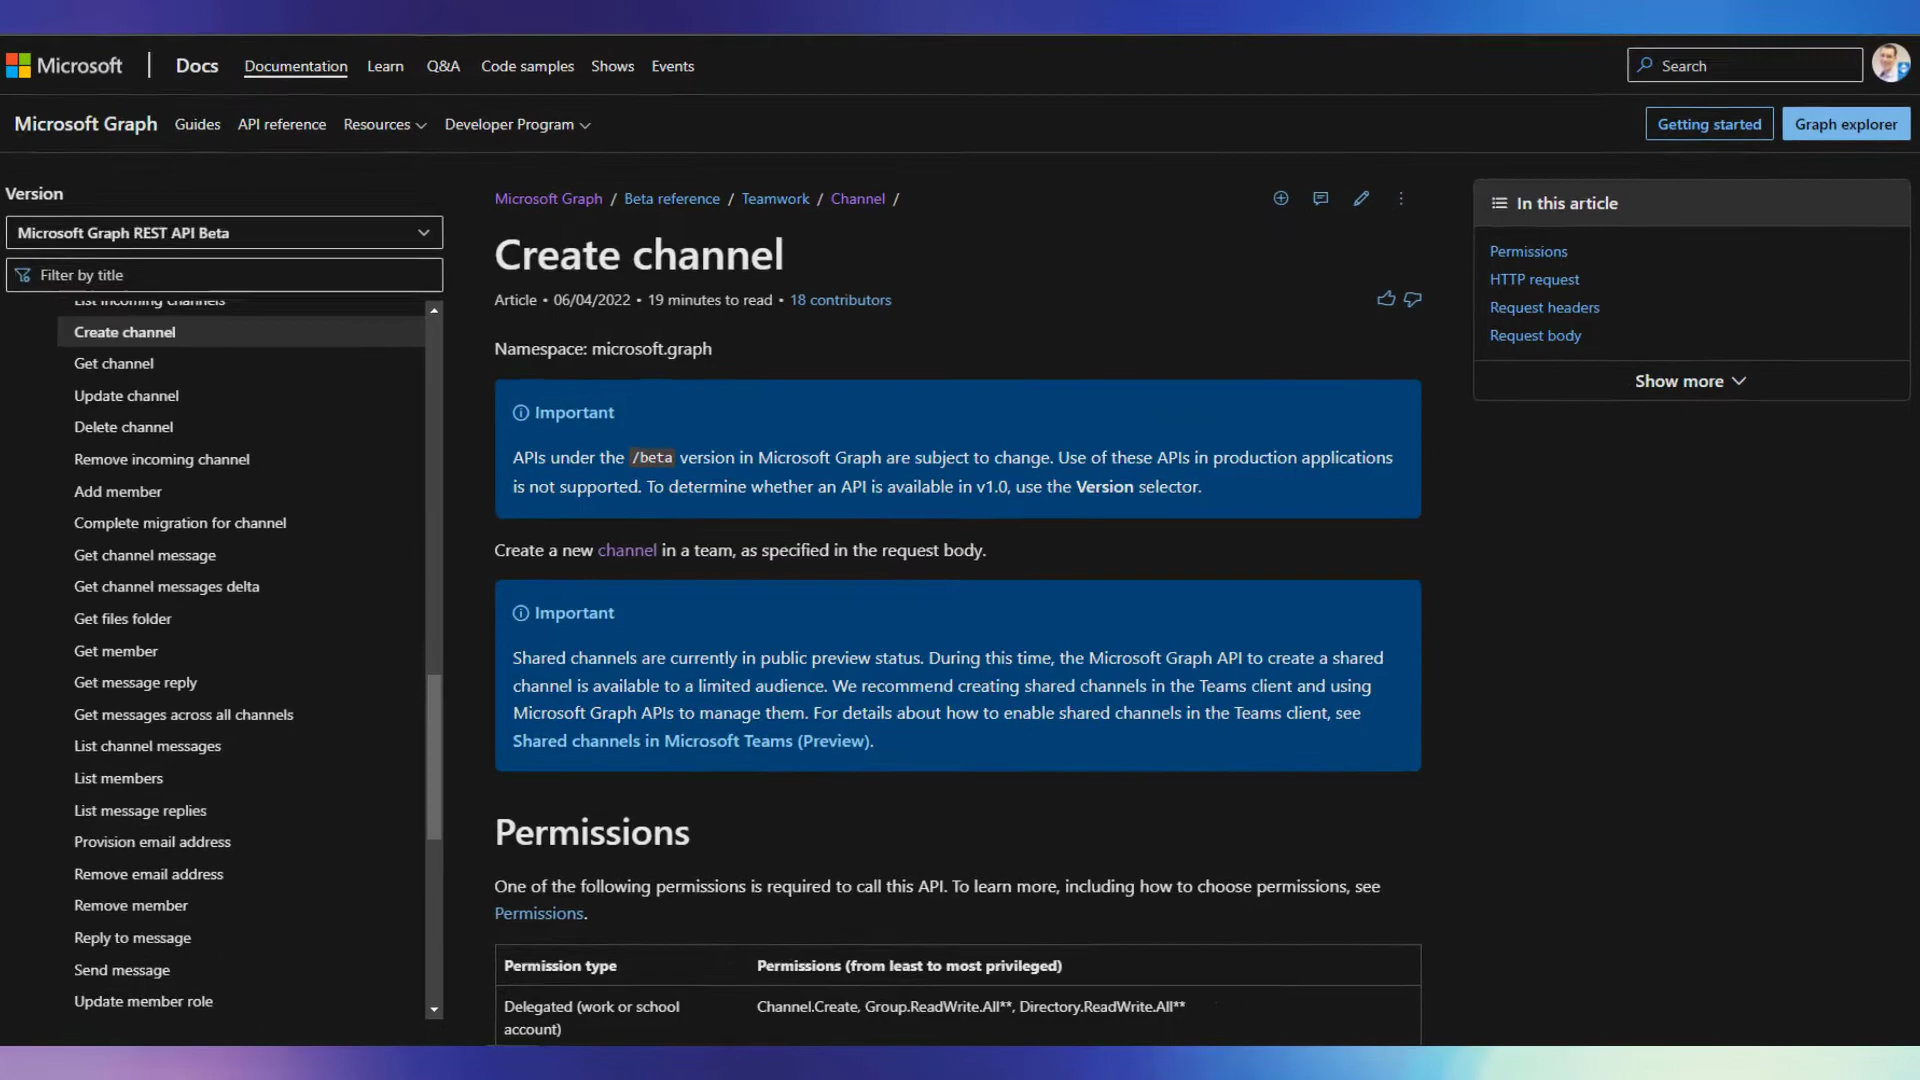 Microsoft
Docs
Documentation
Learn
Q&A
Code samples
Shows
Events
Search
Microsoft Graph
Guides
API reference
Resources
Developer Program
Getting started
Graph explorer
Version
Microsoft Graph REST API Beta
Filter by title
List incoming channels
Create channel
Get channel
Update channel
Delete channel
Remove incoming channel
Add member
Complete migration for channel
Get channel message
Get channel messages delta
Get files folder
Get member
Get message reply
Get messages across all channels
List channel messages
List members
List message replies
Provision email address
Remove email address
Remove member
Reply to message
Send message
Update member role
Microsoft Graph / Beta reference / Teamwork / Channel /
Create channel
Article • 06/04/2022 • 19 minutes to read • 18 contributors
Namespace: microsoft.graph
Important
APIs under the /beta version in Microsoft Graph are subject to change. Use of these APIs in production applications
is not supported. To determine whether an API is available in v1.0, use the Version selector.
Create a new channel in a team, as specified in the request body.
Important
Shared channels are currently in public preview status. During this time, the Microsoft Graph API to create a shared
channel is available to a limited audience. We recommend creating shared channels in the Teams client and using
Microsoft Graph APIs to manage them. For details about how to enable shared channels in the Teams client, see
Shared channels in Microsoft Teams (Preview).
Permissions
One of the following permissions is required to call this API. To learn more, including how to choose permissions, see
Permissions.
Permission type
Permissions (from least to most privileged)
Delegated (work or school
account)
Channel.Create, Group.ReadWrite.All**, Directory.ReadWrite.All**
In this article
Permissions
HTTP request
Request headers
Request body
Show more